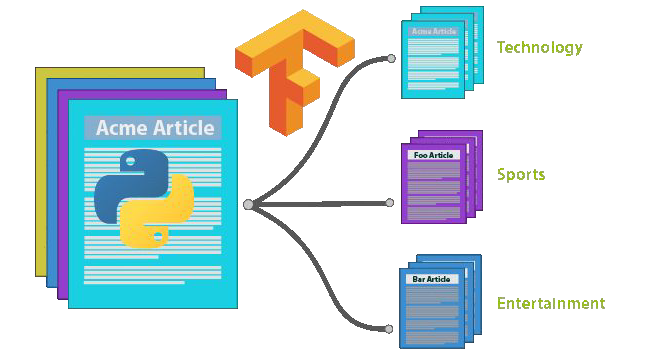 Acme Article
Acme Article
Technology
Foo Article
Sports
Bar Article
Entertainment